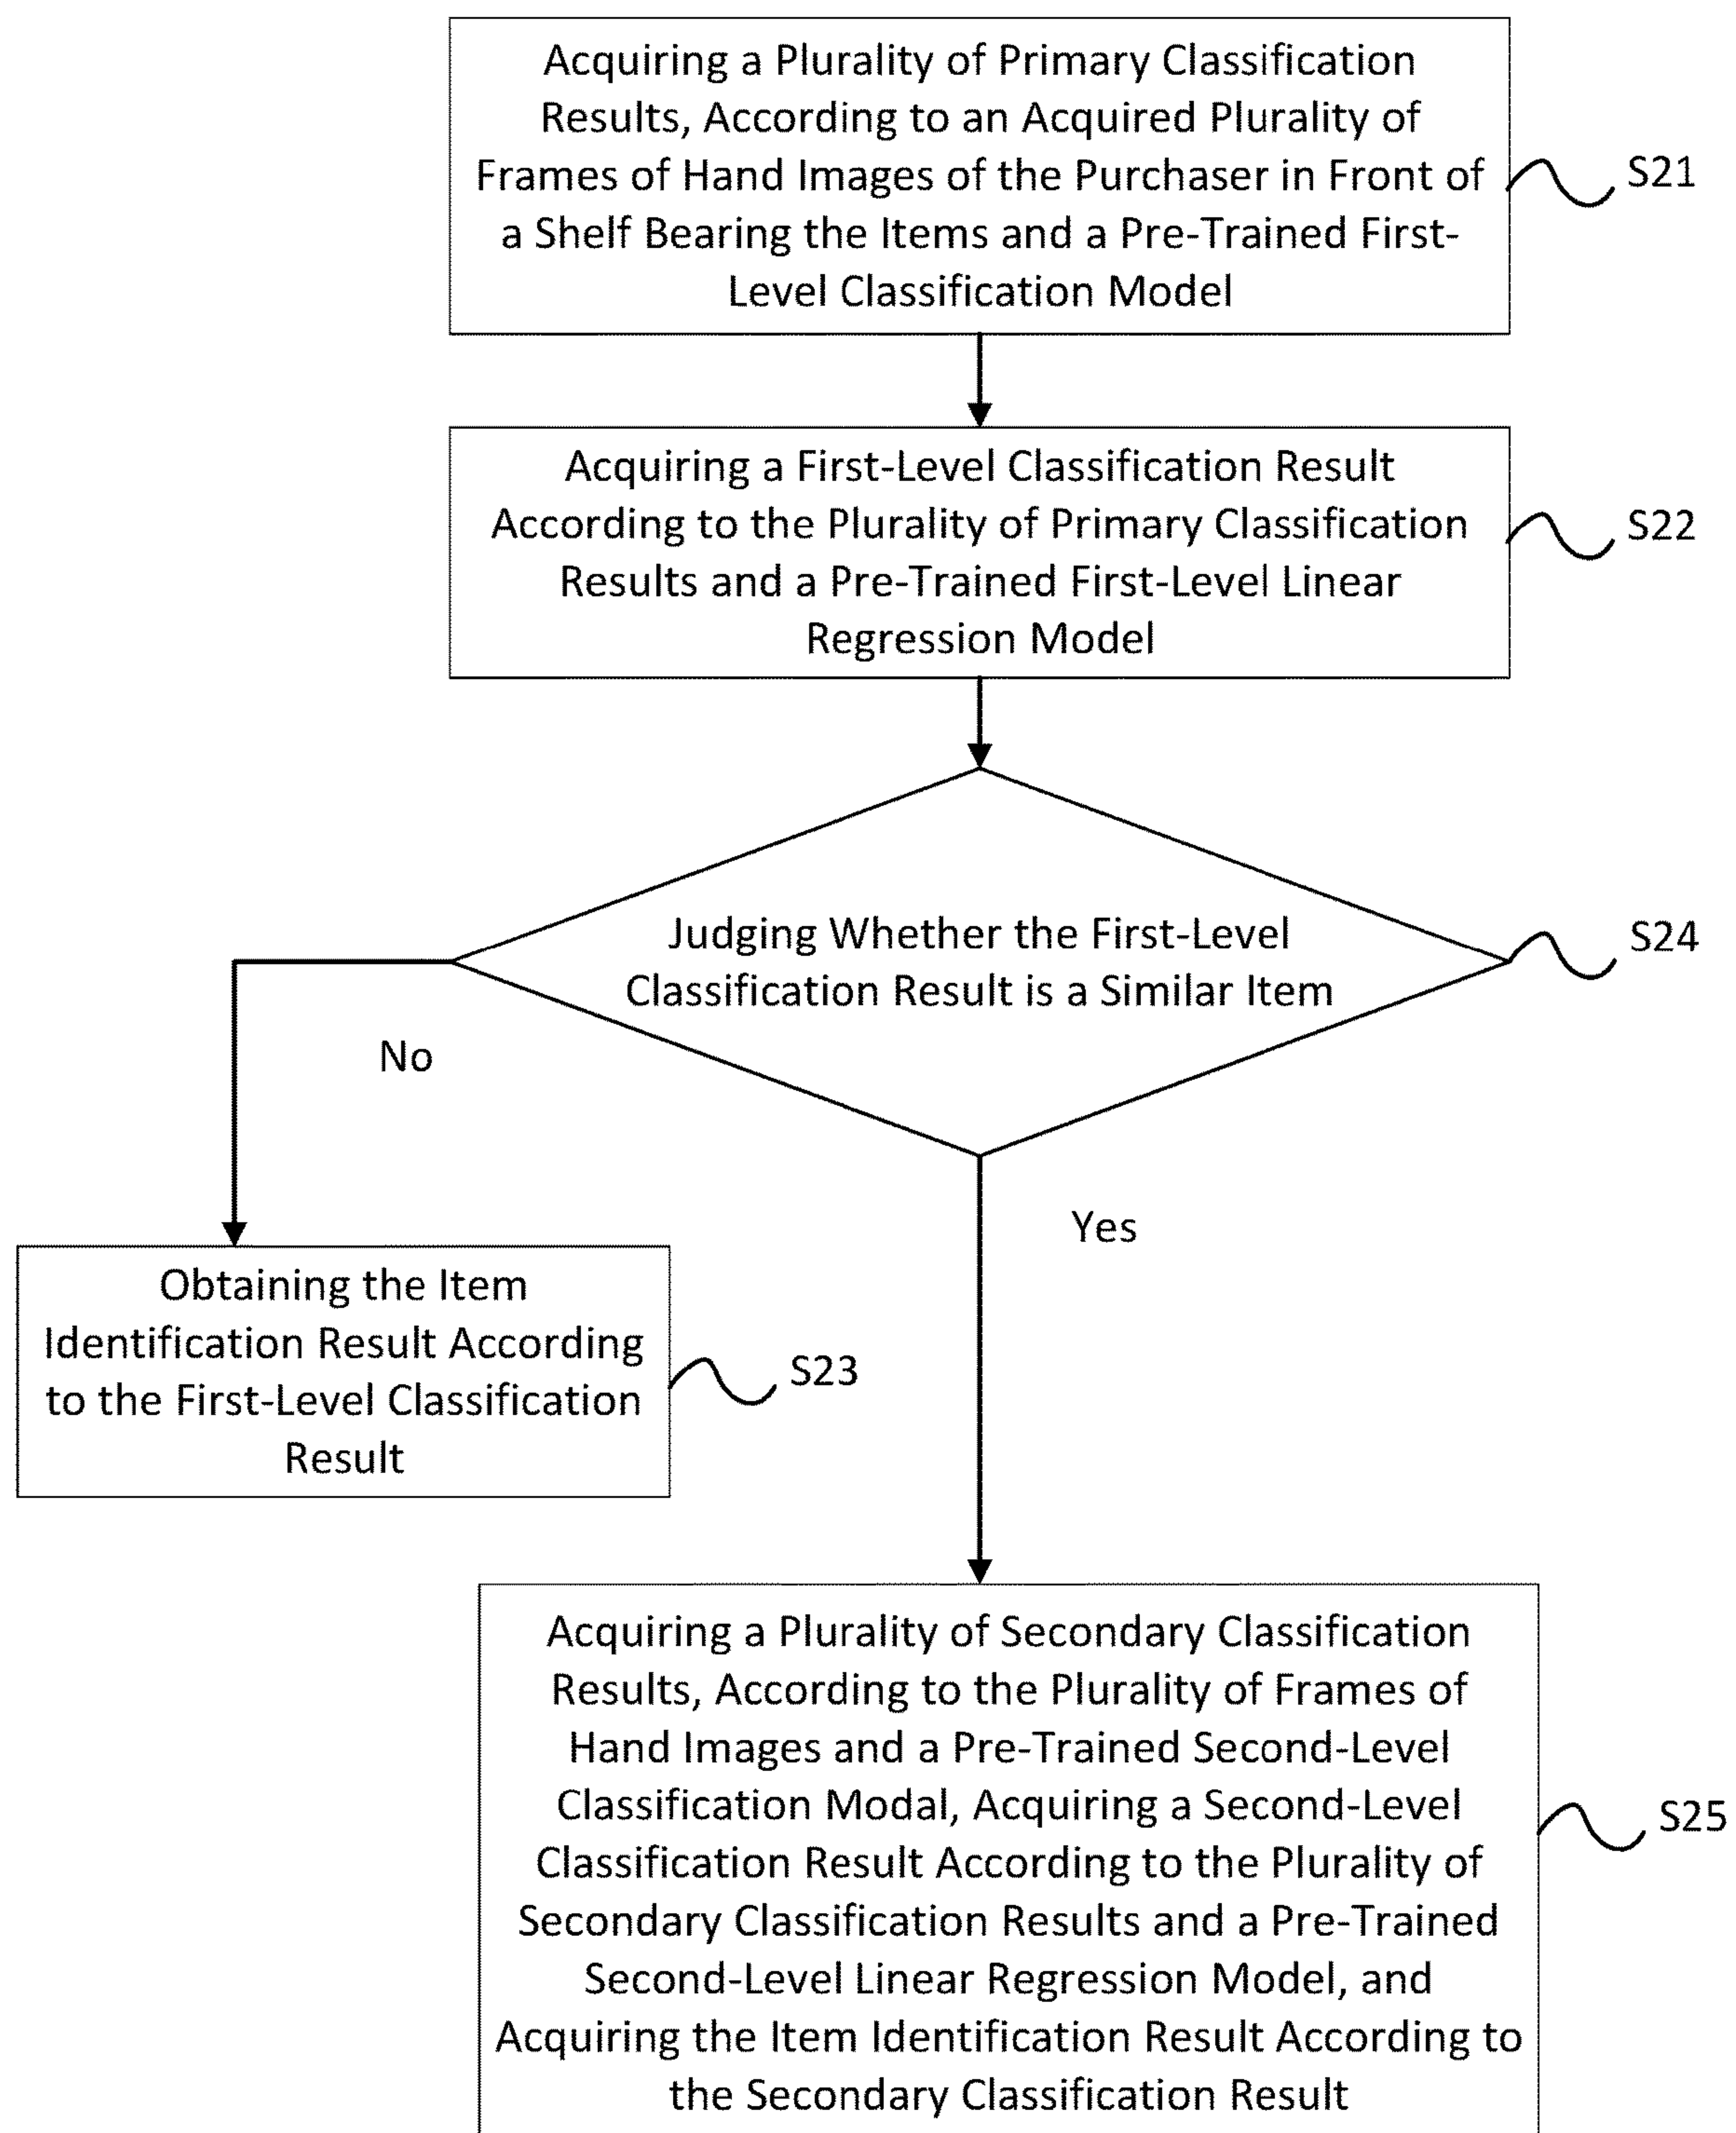 Acquiring a Plurality of Primary Classification
Results, According to an Acquired Plurality of
Frames of Hand Images of the Purchaser in Front of
a Shelf Bearing the Items and a Pre-Trained First-
Level Classification Model
S21
Acquiring a First-Level Classification Result
According to the Plurality of Primary Classification
Results and a Pre-Trained First-Level Linear
Regression Model
S22
Judging Whether the First-Level
Classification Result is a Similar Item
S24
No
Yes
Obtaining the Item
Identification Result According
to the First-Level Classification
Result
S23
Acquiring a Plurality of Secondary Classification
Results, According to the Plurality of Frames of
Hand Images and a Pre-Trained Second-Level
Classification Modal, Acquiring a Second-Level
Classification Result According to the Plurality of
Secondary Classification Results and a Pre-Trained
Second-Level Linear Regression Model, and
Acquiring the Item Identification Result According to
the Secondary Classification Result
S25